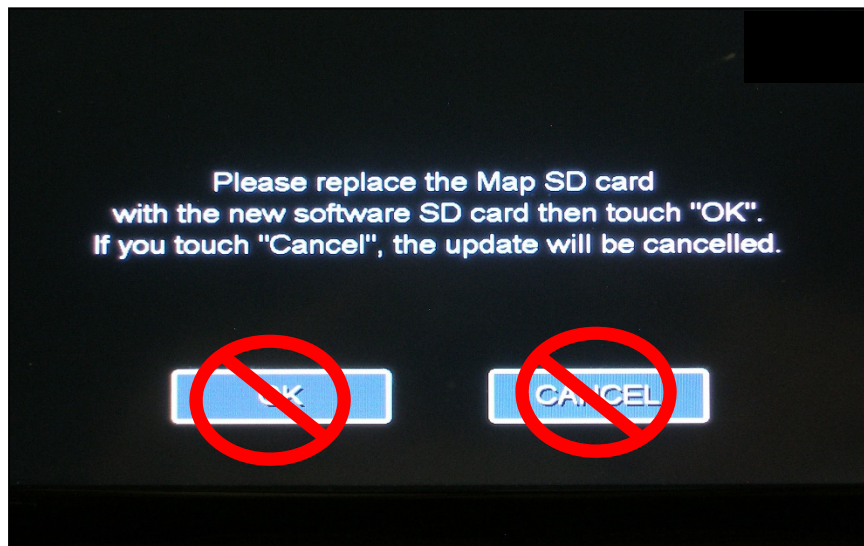 Please replace the Map SD card
with the new software SD card then touch "OK".
If you touch "Cancel", the update will be cancelled.
OK CANCEL